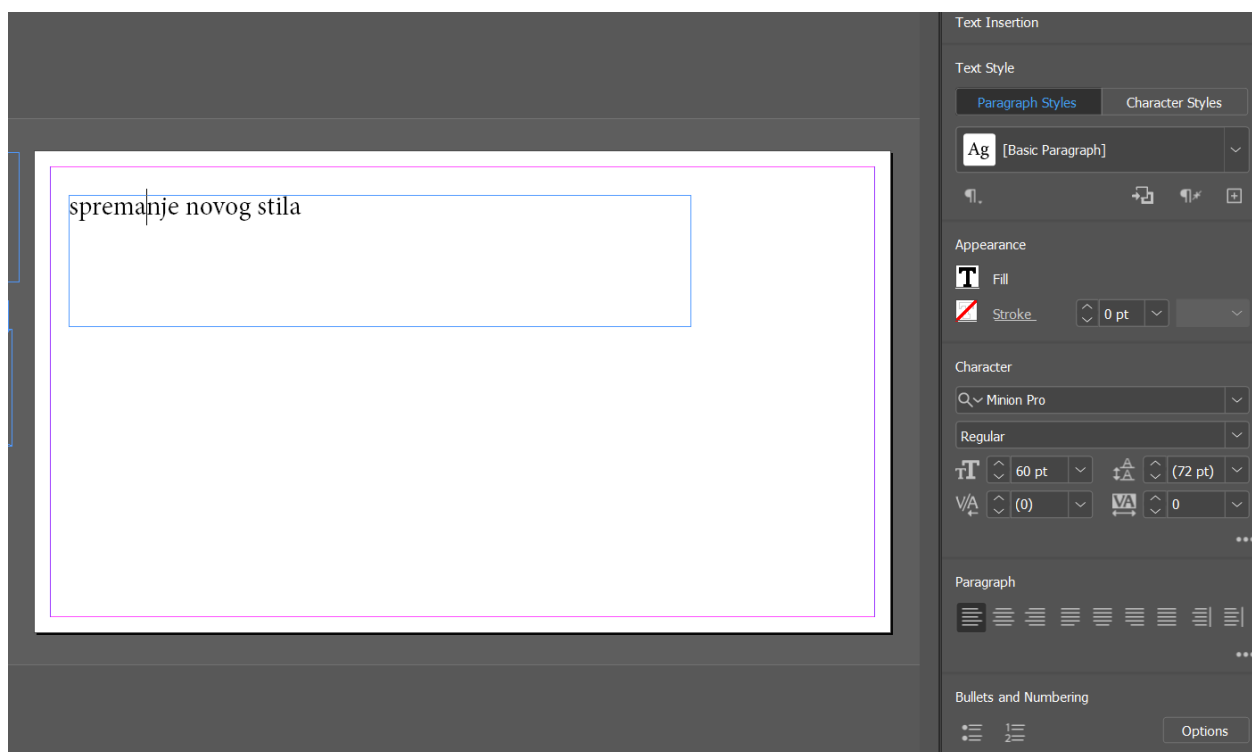 spremanje novog stila
Text Insertion
Text Style
Paragraph Styles Character Styles
Ag [Basic Paragraph]
Appearance
T Fill
Stroke 0 pt
Character
Minion Pro
Regular
60 pt (72 pt)
(0) 0
Paragraph
Bullets and Numbering
Options